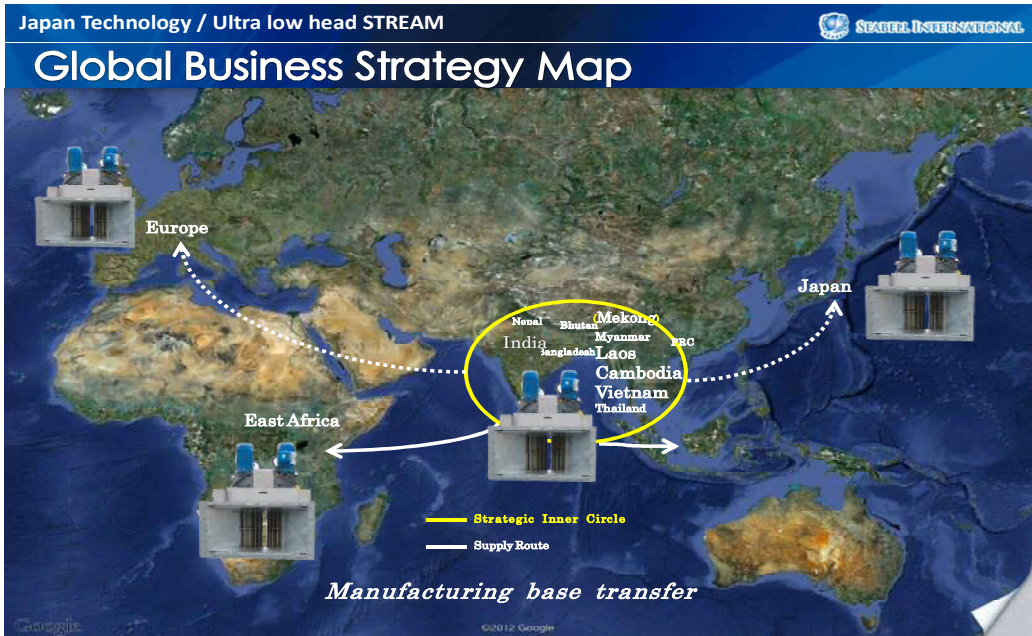 Japan Technology / Ultra low head STREAM
SEABELL INTERNATIONAL
Global Business Strategy Map
Europe
Japan
Nepal
Bhutan
(Mekong)
Myanmar
PRC
India
Bangladesh
Laos
Cambodia
Vietnam
Thailand
East Africa
Strategic Inner Circle
Supply Route
Manufacturing base transfer
Google
©2012 Google